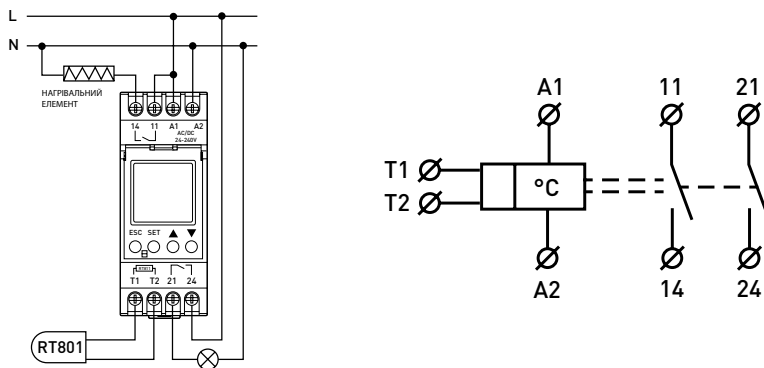 L
N
НАГРІВАЛЬНИЙ
ЕЛЕМЕНТ
14 11 A1 A2
AC/DC
24-240V
ESC SET ▲ ▼
RT801
T1 T2 21 24
RT801
A1 11 21
T1
T2
°C
A2 14 24